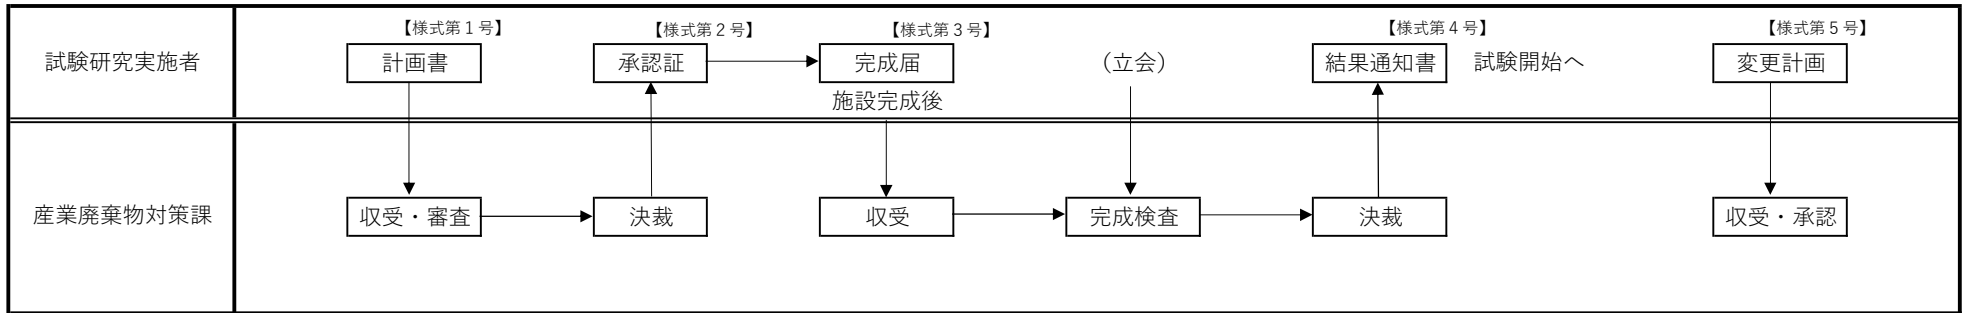 【様式第１号】
【様式第２号】
【様式第３号】
【様式第４号】
【様式第５号】
試験研究実施者
計画書
承認証
完成届
（立会）
結果通知書
試験開始へ
変更計画
施設完成後
産業廃棄物対策課
収受・審査
決裁
収受
完成検査
決裁
収受・承認